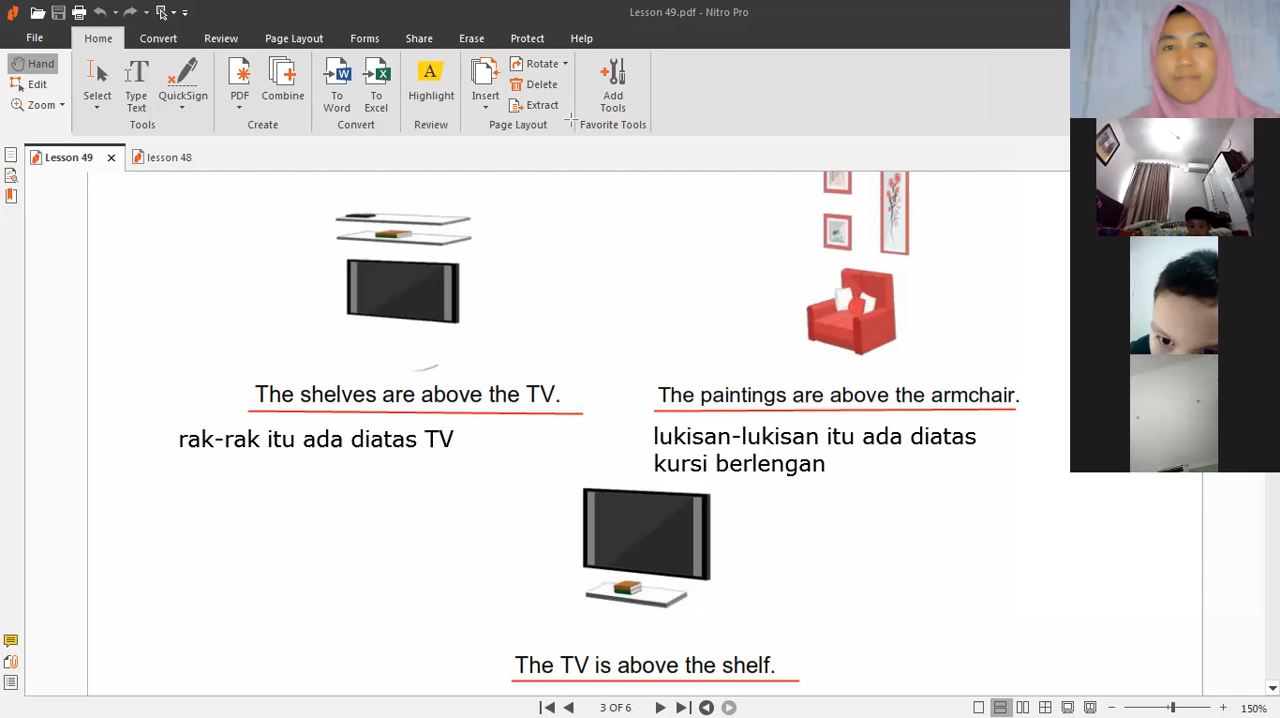 Lesson 49.pdf - Nitro Pro
File Home Convert Review Page Layout Forms Share Erase Protect Help
Hand
Edit
Zoom
Select
Type
Text
QuickSign
Tools
PDF
Combine
Create
To
Word
To
Excel
Convert
Highlight
Review
Insert
Rotate
Delete
Extract
Page Layout
Add
Tools
Favorite Tools
Lesson 49
lesson 48
The shelves are above the TV.
rak-rak itu ada diatas TV
The paintings are above the armchair.
lukisan-lukisan itu ada diatas
kursi berlengan
The TV is above the shelf.
3 OF 6
150%